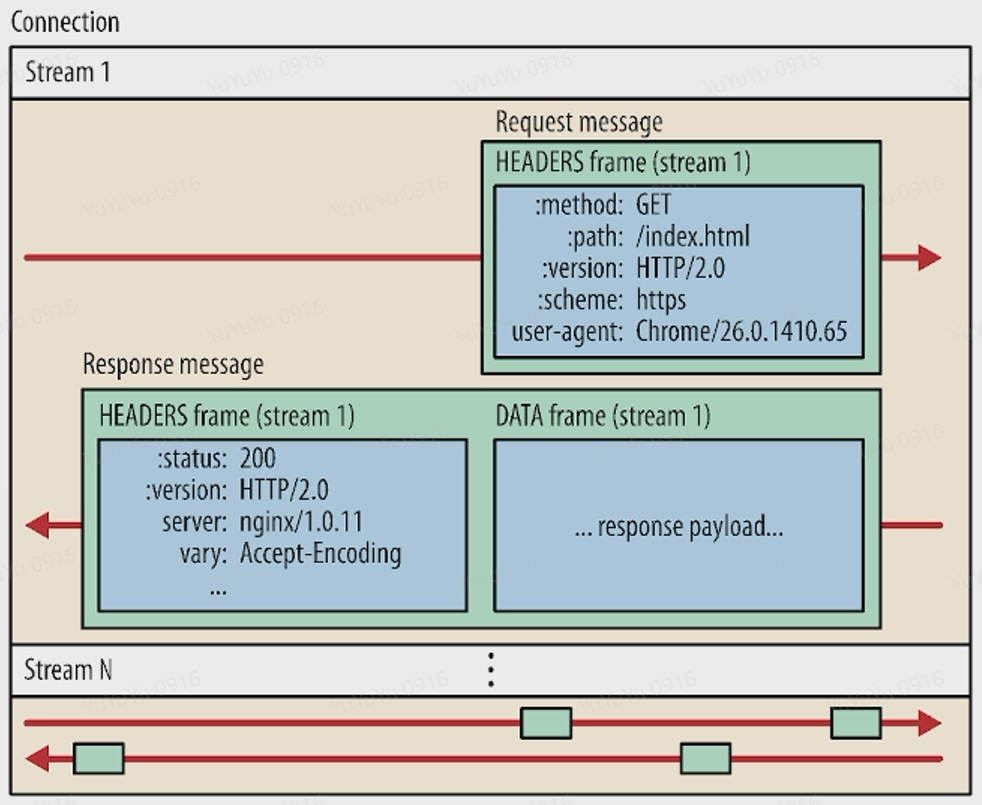 Connection
Stream 1
Request message
HEADERS frame (stream 1)
:method: GET
:path: /index.html
:version: HTTP/2.0
:scheme: https
user-agent: Chrome/26.0.1410.65
Response message
HEADERS frame (stream 1)
:status: 200
:version: HTTP/2.0
server: nginx/1.0.11
vary: Accept-Encoding
...
DATA frame (stream 1)
... response payload...
Stream N
YuYuYu 0916